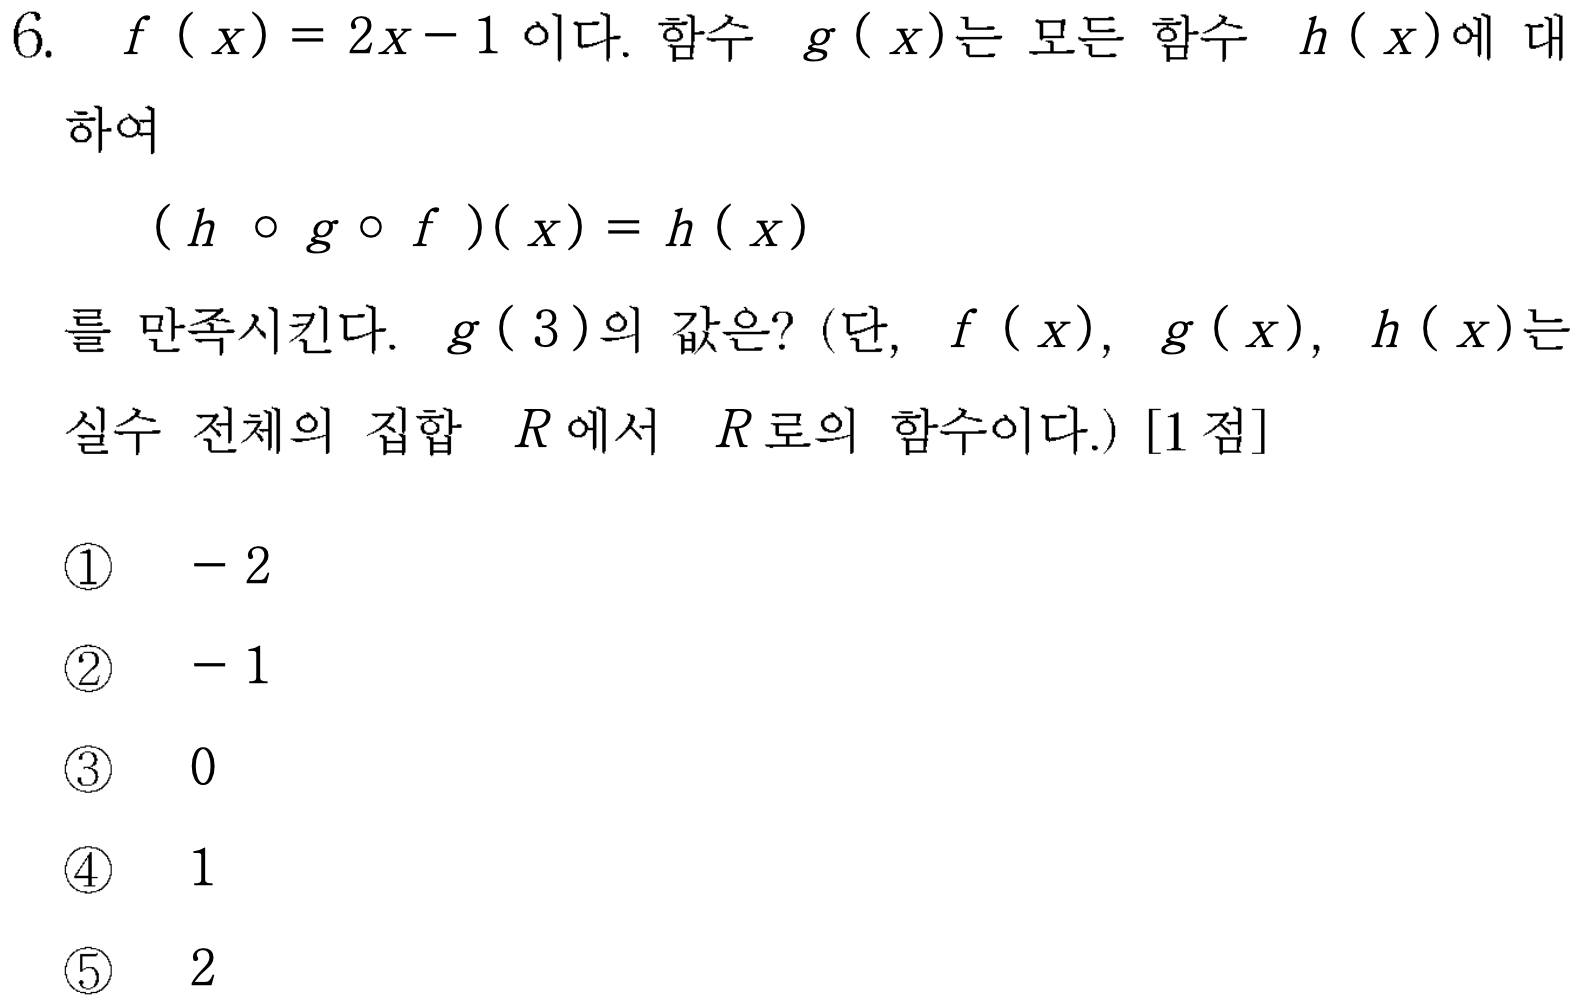 6. f ( x ) = 2x − 1 이다. 함수 g ( x )는 모든 함수 h ( x )에 대
하여
( h ∘ g ∘ f )( x ) = h ( x )
를 만족시킨다. g ( 3 )의 값은? (단, f ( x ), g ( x ), h ( x )는
실수 전체의 집합 R에서 R로의 함수이다.) [1점]
① − 2
② − 1
③ 0
④ 1
⑤ 2